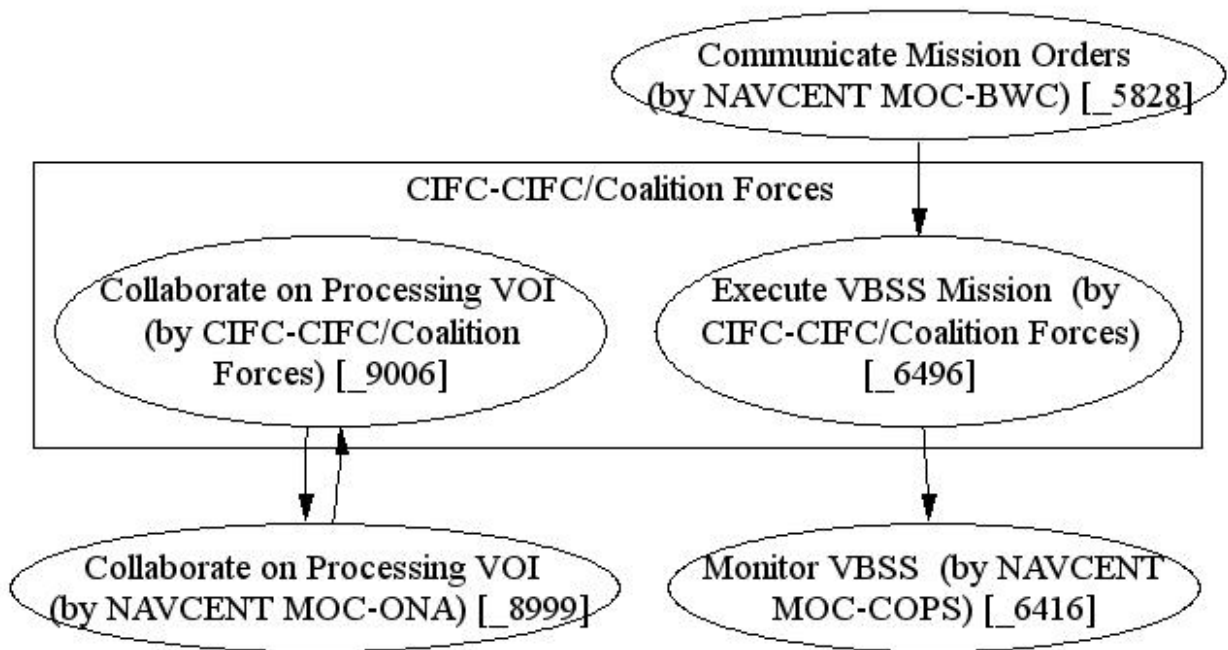 Communicate Mission Orders
(by NAVCENT MOC-BWC) [_5828]
CIFC-CIFC/Coalition Forces
Collaborate on Processing VOI
(by CIFC-CIFC/Coalition
Forces) [_9006]
Execute VBSS Mission (by
CIFC-CIFC/Coalition Forces)
[_6496]
Collaborate on Processing VOI
(by NAVCENT MOC-ONA) [_8999]
Monitor VBSS (by NAVCENT
MOC-COPS) [_6416]